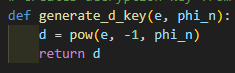 def generate_d_key(e, phi_n):
    d = pow(e, -1, phi_n)
    return d